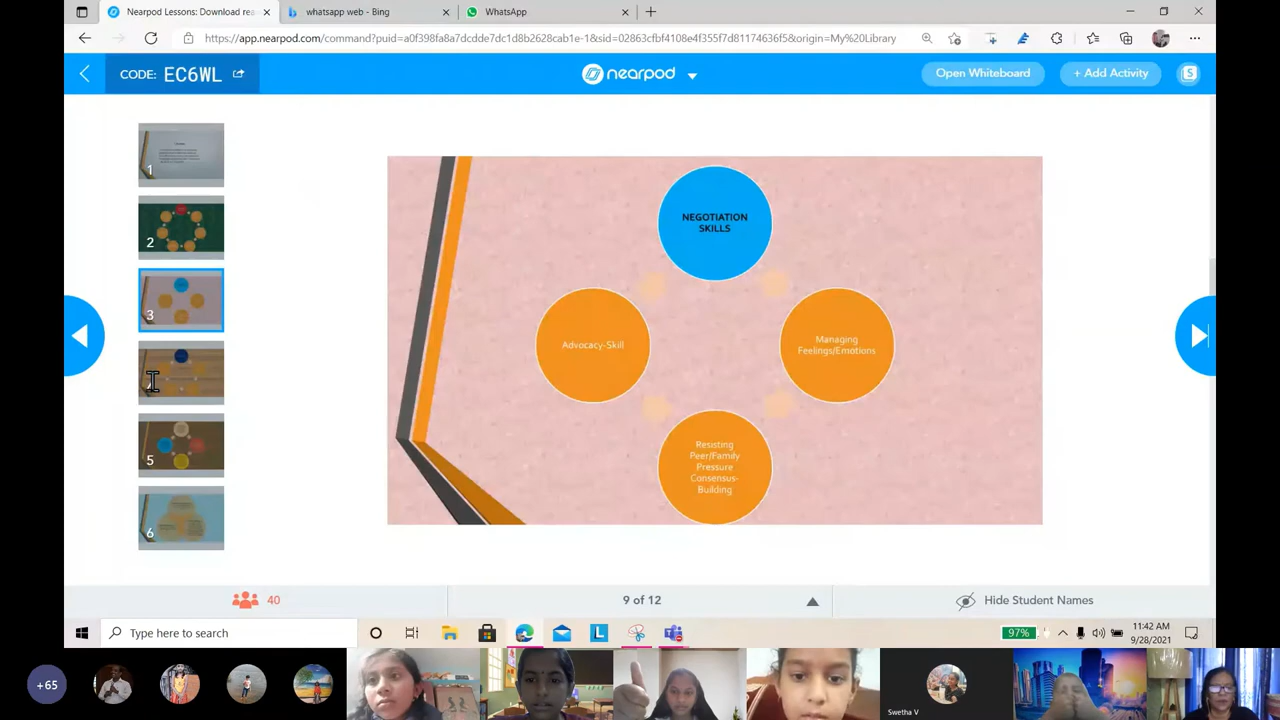 Nearpod Lessons: Download rea
whatsapp web - Bing
WhatsApp
https://app.nearpod.com/command?puid=a0f398fa8a7dcdde7dc1d8b2628cab1e-1&sid=02863cfbf4108e4f355f7d81174636f5&origin=My%20Library
CODE: EC6WL
nearpod
Open Whiteboard
+ Add Activity
S
1
2
3
5
6
NEGOTIATION
SKILLS
Advocacy-Skill
Managing
Feelings/Emotions
Resisting
Peer/Family
Pressure
Consensus-
Building
40
9 of 12
Hide Student Names
Type here to search
L
97%
11:42 AM
9/28/2021
+65
Swetha V